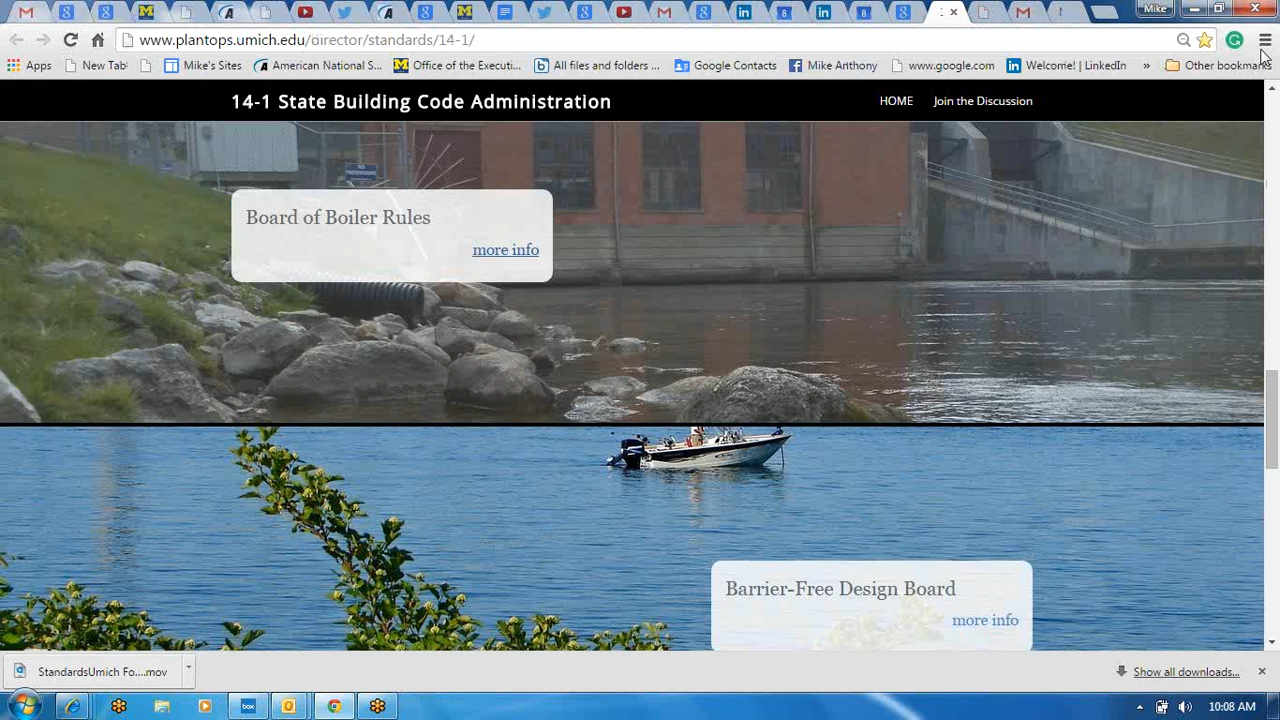 Mike
www.plantops.umich.edu/director/standards/14-1/
Apps New Tab Mike's Sites American National S... Office of the Executi... All files and folders ... Google Contacts Mike Anthony www.google.com Welcome! | LinkedIn » Other bookmarks
14-1 State Building Code Administration HOME Join the Discussion
Board of Boiler Rules
more info
Barrier-Free Design Board
more info
StandardsUmich Fo....mov Show all downloads...
box 10:08 AM